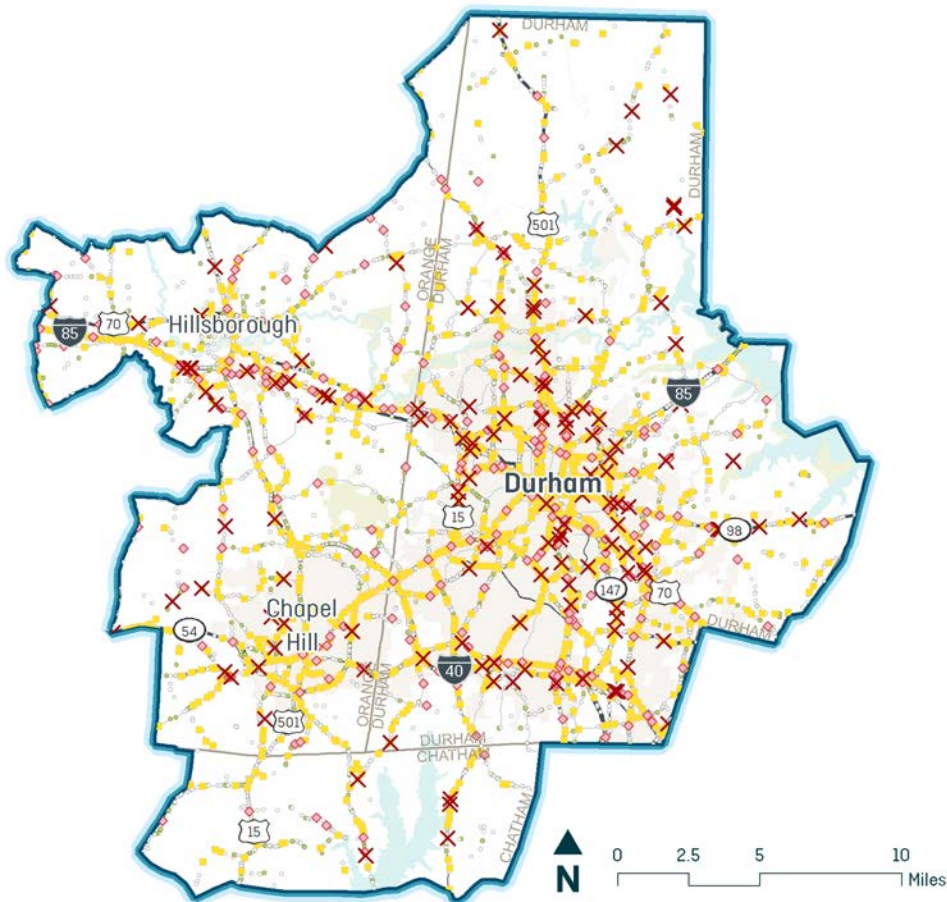 DURHAM
DURHAM
501
ORANGE
DURHAM
70
85
Hillsborough
85
Durham
15
98
147
70
Chapel
Hill
54
DURHAM
40
ORANGE
DURHAM
501
DURHAM
CHATHAM
15
CHATHAM
N
0 2.5 5 10
Miles